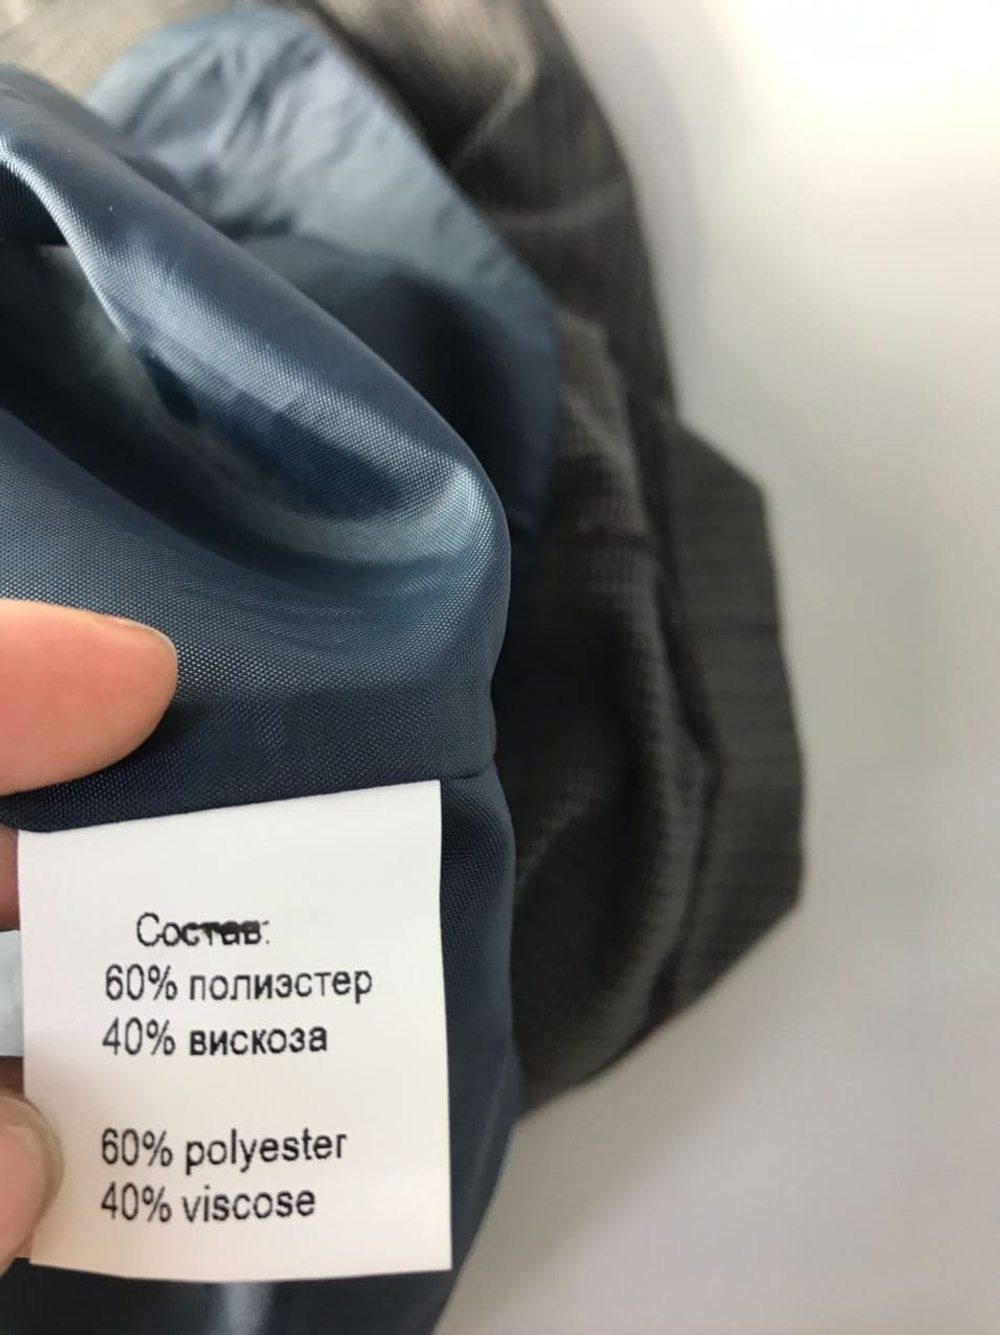 Состав:
60% полиэстер
40% вискоза
60% polyester
40% viscose